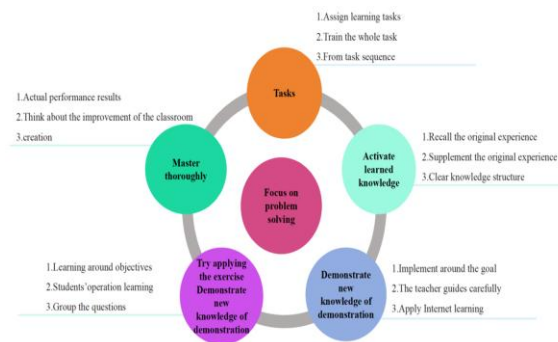 1.Assign learning tasks
2.Train the whole task
3.From task sequence
Tasks
1.Actual performance results
2.Think about the improvement of the classroom
3.creation
Master
thoroughly
Activate
learned
knowledge
1.Recall the original experience
2.Supplement the original experience
3.Clear knowledge structure
Focus on
problem
solving
1.Learning around objectives
2.Students'operation learning
3.Group the questions
Try applying
the exercise
Demonstrate
new
knowledge of
demonstration
Demonstrate
new
knowledge of
demonstration
1.Implement around the goal
2.The teacher guides carefully
3.Apply Internet learning